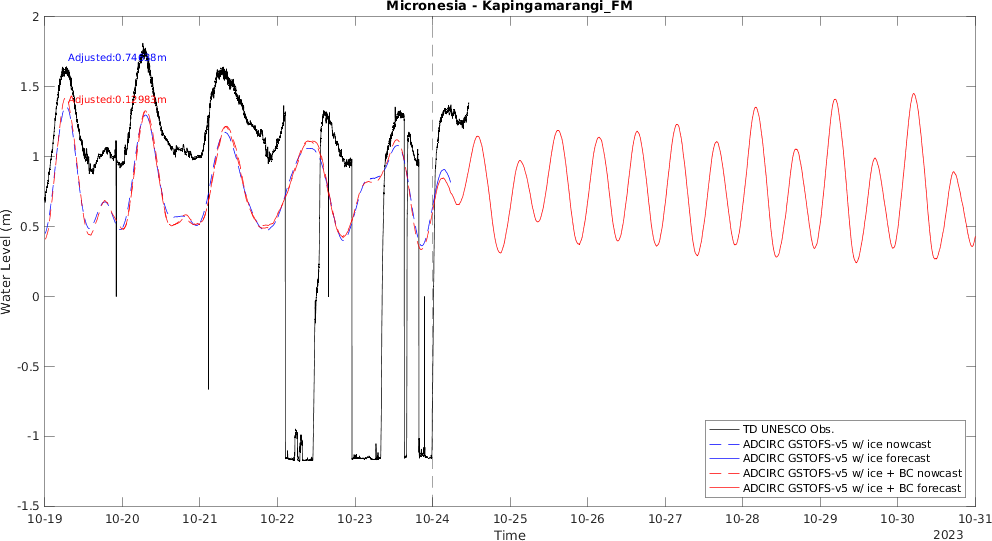 Micronesia - Kapingamarangi_FM
2
1.5
1
0.5
0
-0.5
-1
-1.5
Water Level (m)
Adjusted:0.12983m
10-19
10-20
10-21
10-22
10-23
10-24
10-25
10-26
10-27
10-28
10-29
10-30
10-31
Time
2023
TD UNESCO Obs.
ADCIRC GSTOFS-v5 w/ ice nowcast
ADCIRC GSTOFS-v5 w/ ice forecast
ADCIRC GSTOFS-v5 w/ ice + BC nowcast
ADCIRC GSTOFS-v5 w/ ice + BC forecast